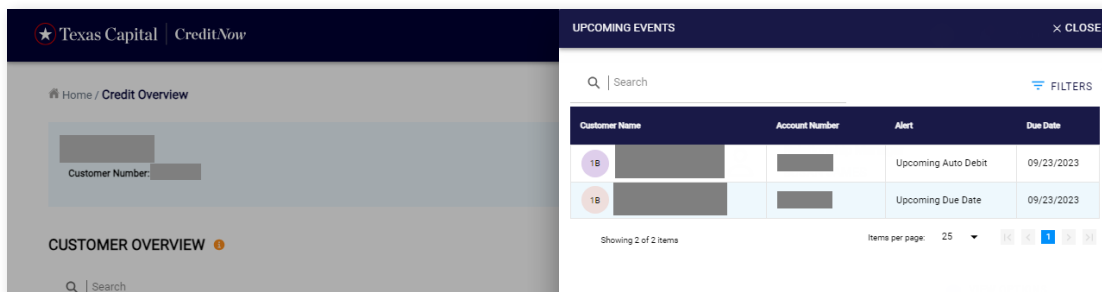 Texas Capital | CreditNow
Home / Credit Overview
Customer Number:
CUSTOMER OVERVIEW
Search
UPCOMING EVENTS × CLOSE
Search
FILTERS
Customer Name Account Number Alert Due Date
1B Upcoming Auto Debit 09/23/2023
1B Upcoming Due Date 09/23/2023
Showing 2 of 2 items Items per page: 25 1